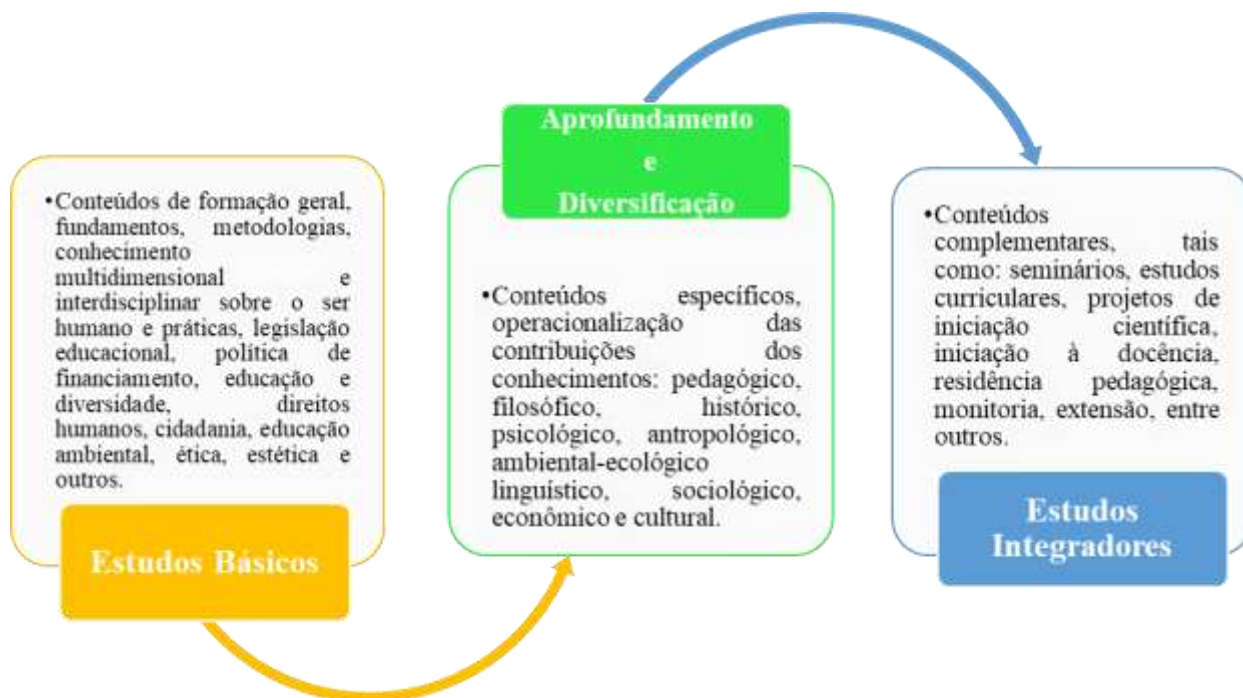 •Conteúdos de formação geral,
fundamentos, metodologias,
conhecimento
multidimensional e
interdisciplinar sobre o ser
humano e práticas, legislação
educacional, política de
financiamento, educação e
diversidade, direitos
humanos, cidadania, educação
ambiental, ética, estética e
outros.
Estudos Básicos
Aprofundamento
e
Diversificação
•Conteúdos específicos,
operacionalização das
contribuições dos
conhecimentos: pedagógico,
filosófico, histórico,
psicológico, antropológico,
ambiental-ecológico
linguístico, sociológico,
econômico e cultural.
•Conteúdos
complementares, tais
como: seminários, estudos
curriculares, projetos de
iniciação científica,
iniciação à docência,
residência pedagógica,
monitoria, extensão, entre
outros.
Estudos
Integradores